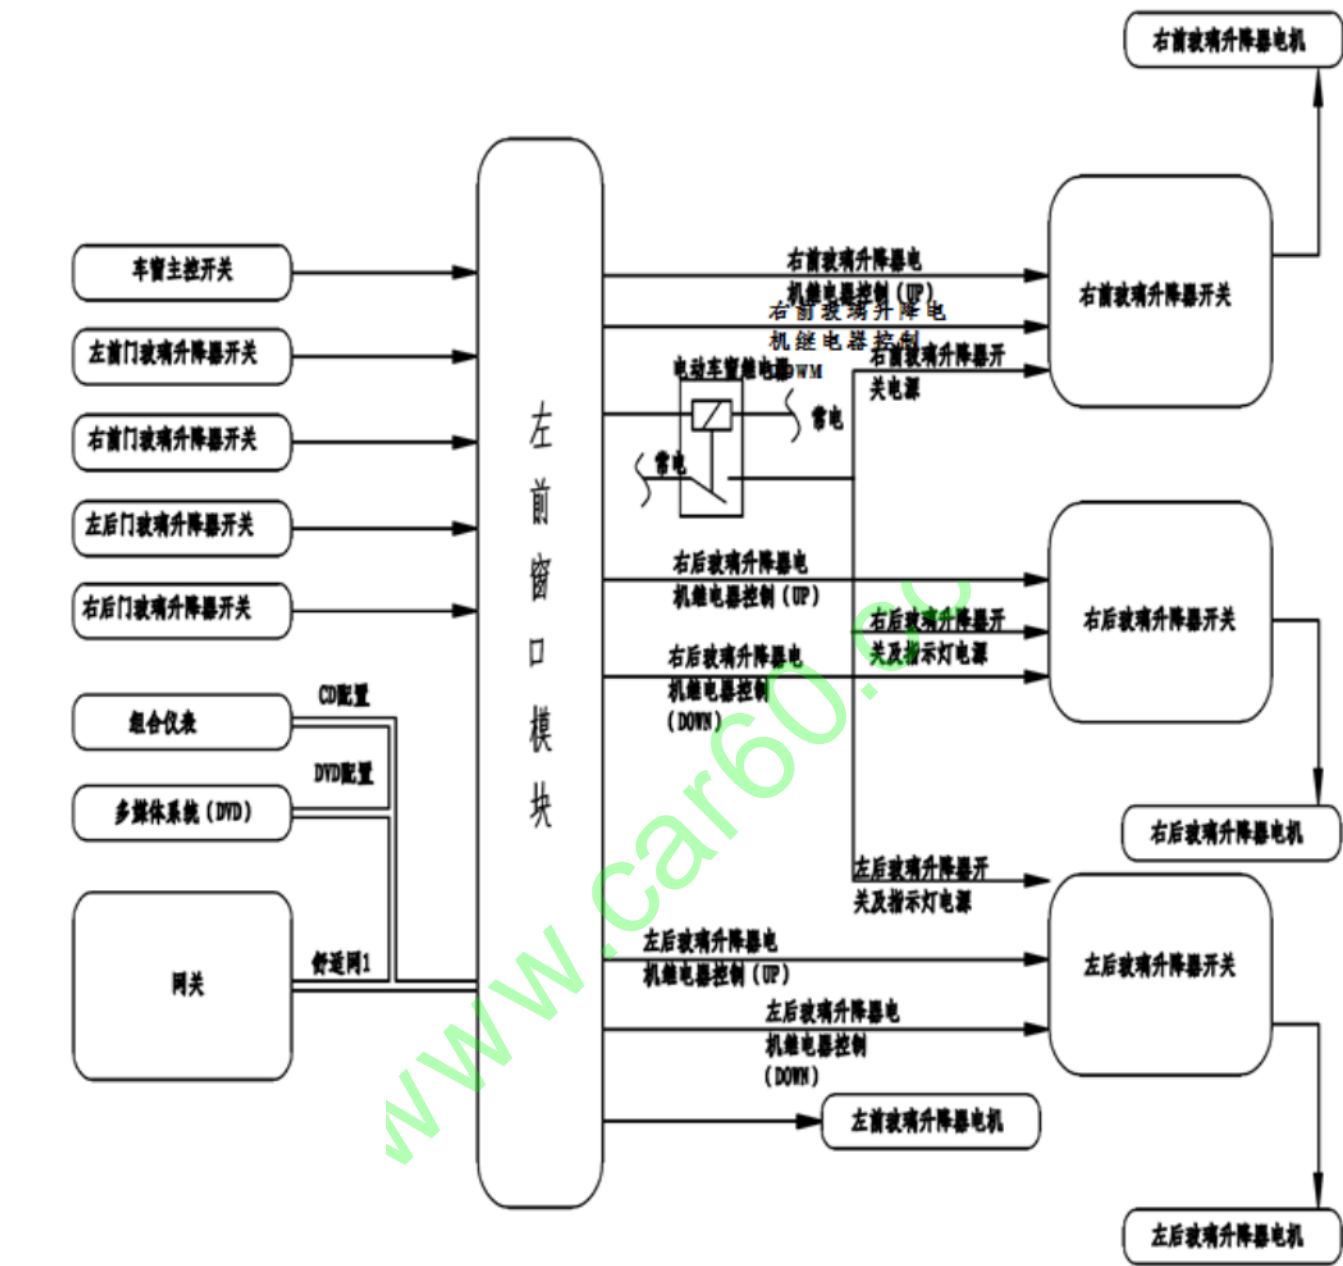 右前玻璃升降器电机
车窗主控开关
左前门玻璃升降器开关
右前门玻璃升降器开关
左后门玻璃升降器开关
右后门玻璃升降器开关
组合仪表
CD配置
DVD配置
多媒体系统(DVD)
网关
舒适网1
左
前
窗
口
模
块
右前玻璃升降器电
机继电器控制(UP)
右前玻璃升降电
机继电器控制
电动车窗继电器
右前玻璃升降器开
关电源
常电
常电
右前玻璃升降器开关
右后玻璃升降器电
机继电器控制(UP)
右后玻璃升降器开
关及指示灯电源
右后玻璃升降器电
机继电器控制
(DOWN)
右后玻璃升降器开关
右后玻璃升降器电机
左后玻璃升降器开
关及指示灯电源
左后玻璃升降器电
机继电器控制(UP)
左后玻璃升降器电
机继电器控制
(DOWN)
左后玻璃升降器开关
左前玻璃升降器电机
左后玻璃升降器电机
www.car60.co